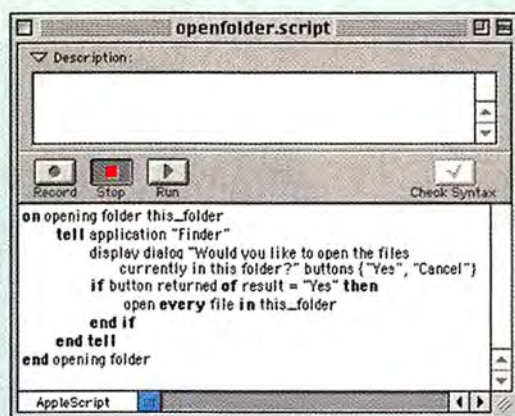 openfolder.script
Description:
Record Stop Run Check Syntax
on opening folder this_folder
tell application "Finder"
display dialog "Would you like to open the files
currently in this folder?" buttons {"Yes", "Cancel"}
if button returned of result = "Yes" then
open every file in this_folder
end if
end tell
end opening folder
AppleScript